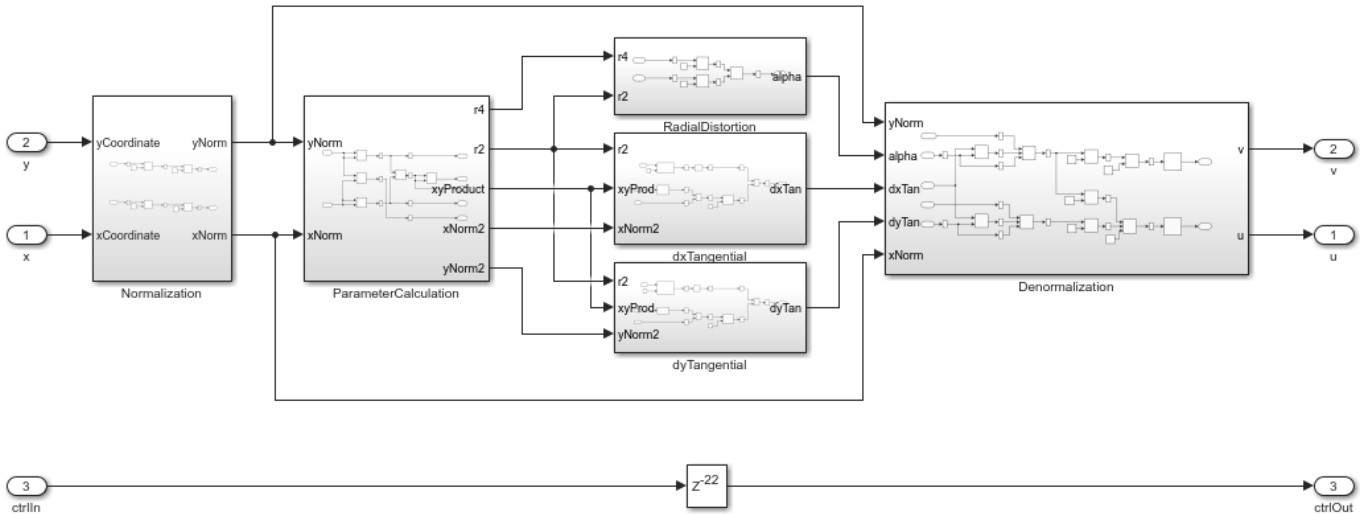 r4
alpha
r2
RadialDistortion
2
y
yCoordinate
yNorm
xCoordinate
xNorm
1
x
Normalization
yNorm
xNorm
r4
r2
xyProduct
xNorm2
yNorm2
ParameterCalculation
r2
xyProd
xNorm2
dxTan
dxTangential
r2
xyProd
yNorm2
dyTan
dyTangential
yNorm
alpha
dxTan
dyTan
xNorm
v
u
Denormalization
2
v
1
u
3
ctrlIn
Z-22
3
ctrlOut